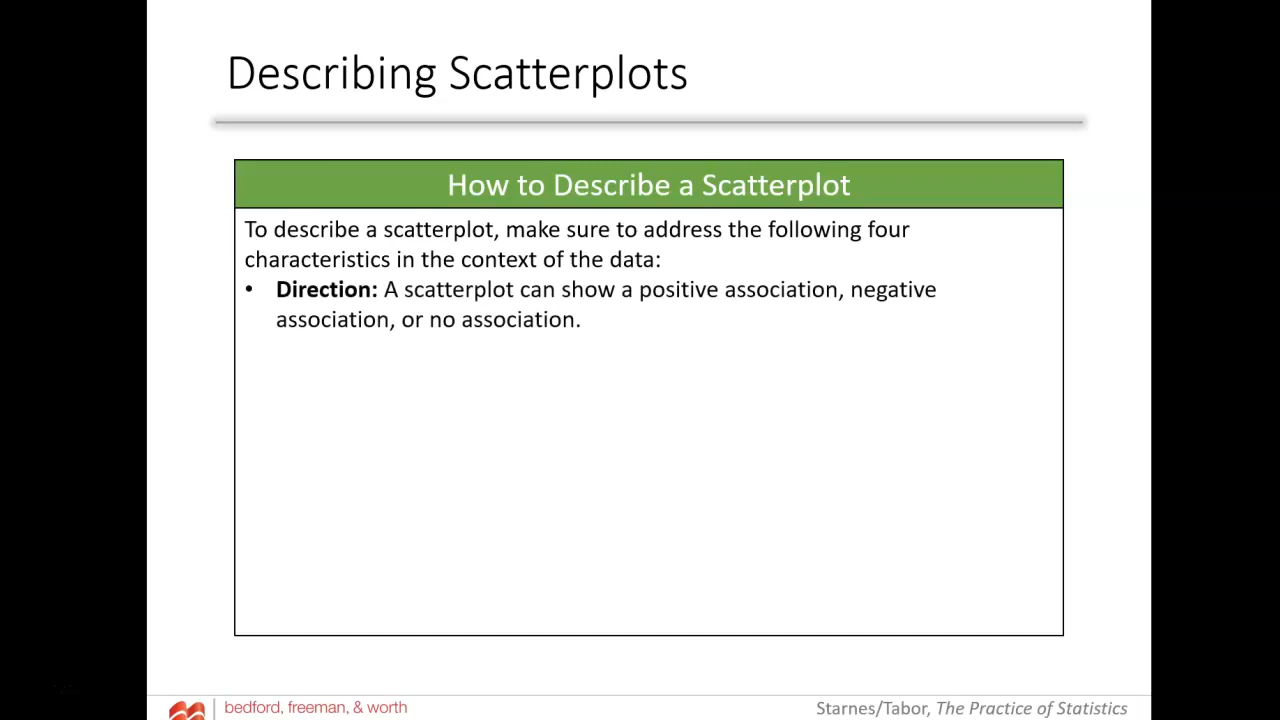 Describing Scatterplots
How to Describe a Scatterplot
To describe a scatterplot, make sure to address the following four
characteristics in the context of the data:
• Direction: A scatterplot can show a positive association, negative
association, or no association.
bedford, freeman, & worth
Starnes/Tabor, The Practice of Statistics